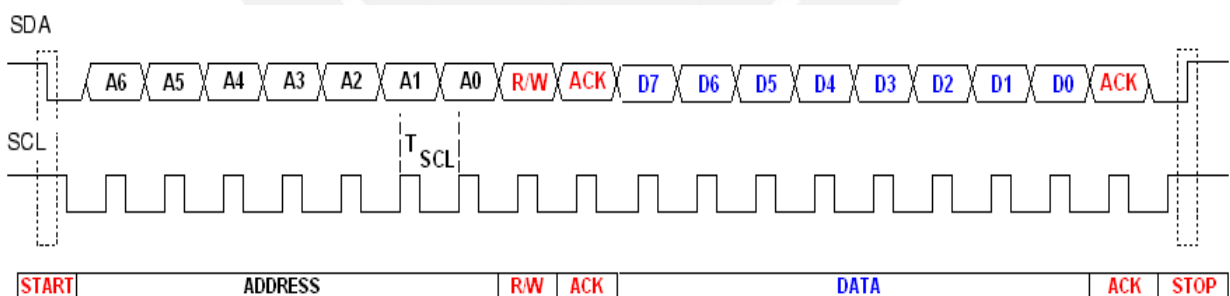 SDA
A6 A5 A4 A3 A2 A1 A0 R/W ACK D7 D6 D5 D4 D3 D2 D1 D0 ACK
SCL
TSCL
START ADDRESS R/W ACK DATA ACK STOP